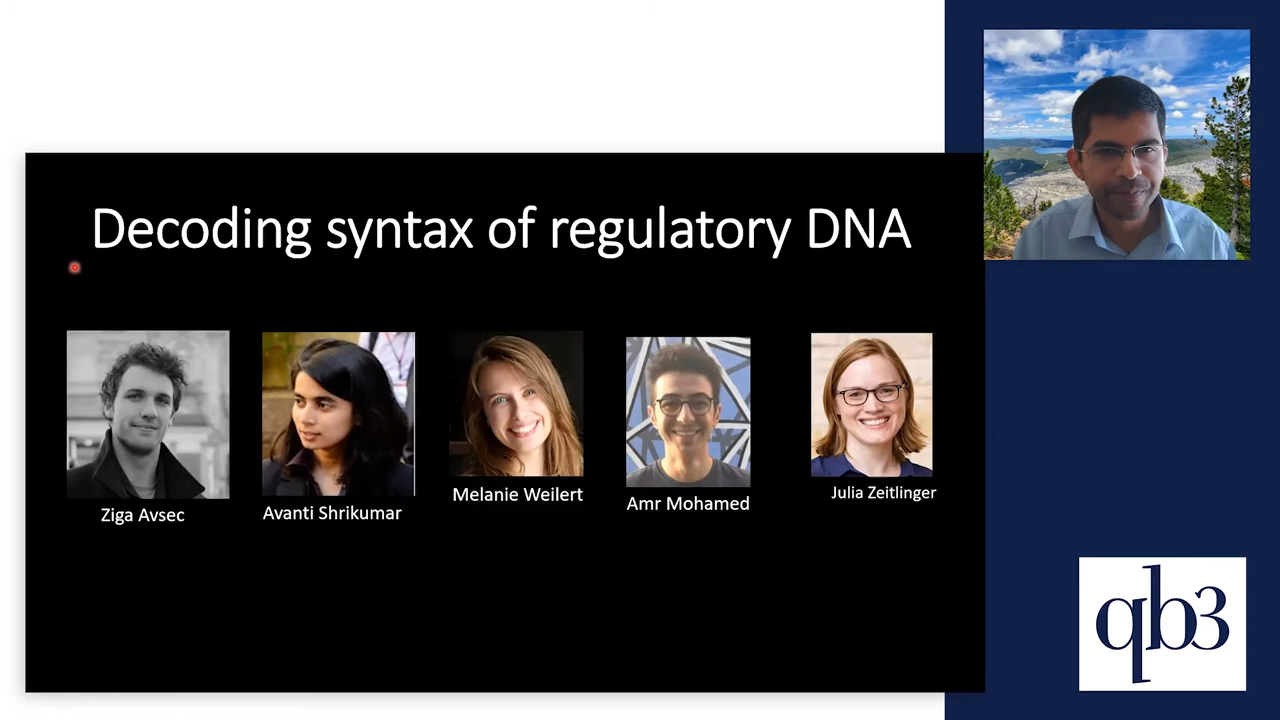 Decoding syntax of regulatory DNA
Ziga Avsec
Avanti Shrikumar
Melanie Weilert
Amr Mohamed
Julia Zeitlinger
qb3